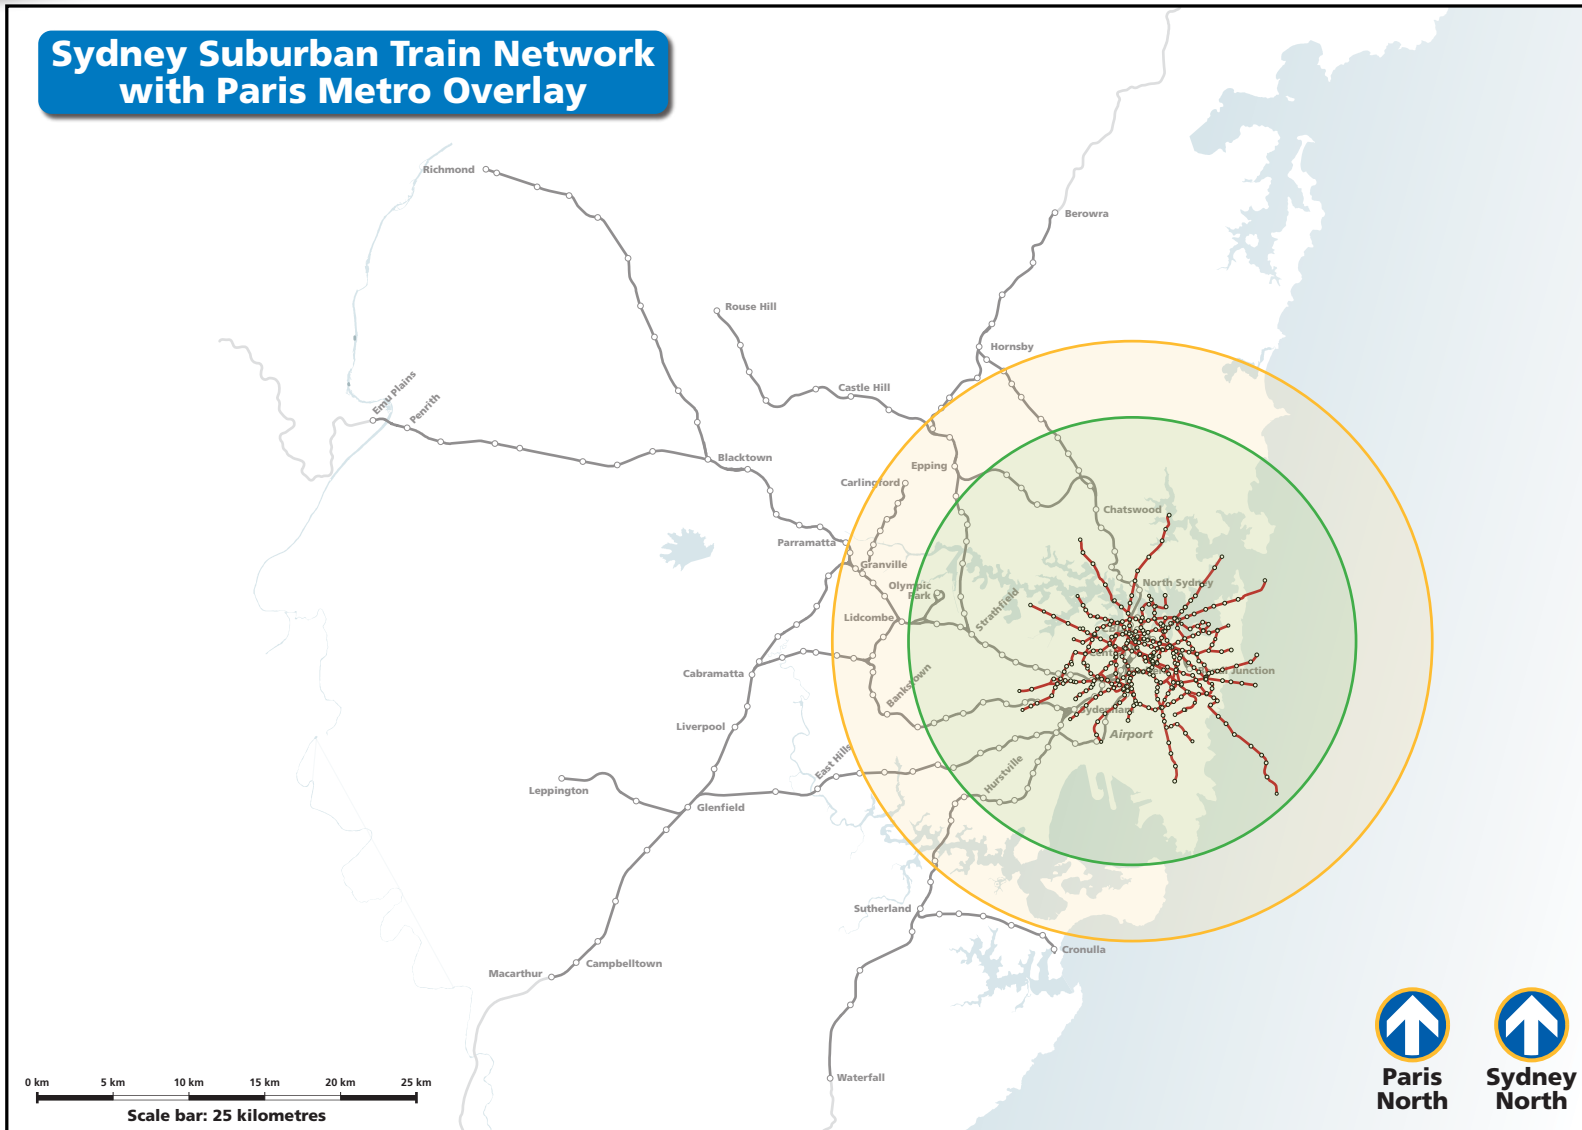 Sydney Suburban Train Network
with Paris Metro Overlay
Richmond
Berowra
Rouse Hill
Hornsby
Emu Plains
Penrith
Castle Hill
Blacktown
Epping
Carlingford
Chatswood
Parramatta
Granville
Olympic
Park
North Sydney
Lidcombe
Strathfield
Cabramatta
Bankstown
Junction
Liverpool
Sydenham
Airport
East Hills
Hurstville
Leppington
Glenfield
Sutherland
Cronulla
Macarthur
Campbelltown
Waterfall
0 km 5 km 10 km 15 km 20 km 25 km
Scale bar: 25 kilometres
Paris
North
Sydney
North